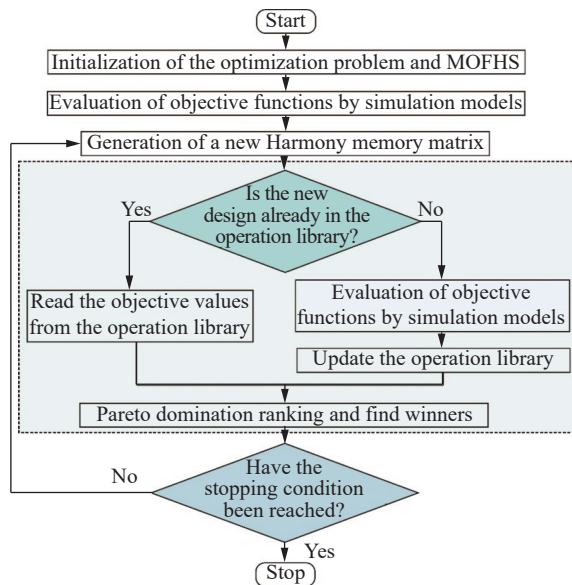 Start
Initialization of the optimization problem and MOFHS
Evaluation of objective functions by simulation models
Generation of a new Harmony memory matrix
Is the new
design already in the
operation library?
Yes
No
Read the objective values
from the operation library
Evaluation of objective
functions by simulation models
Update the operation library
Pareto domination ranking and find winners
Have the
stopping condition
been reached?
No
Yes
Stop